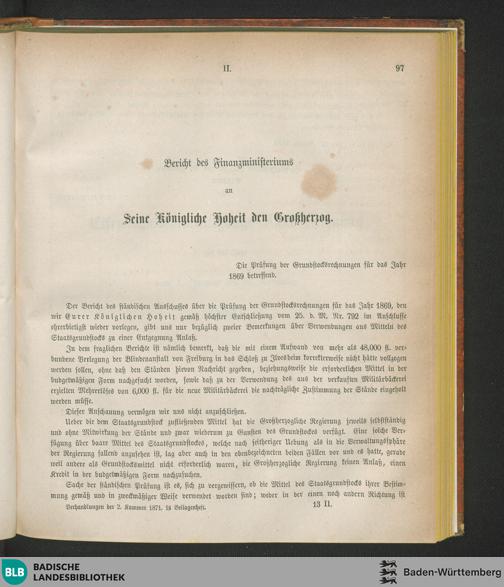 II.
97
Bericht des Finanzministeriums
an
Seine Königliche Hoheit den Großherzog.
Die Prüfung der Grundstocksrechnungen für das Jahr
1869 betreffend.
Der Bericht des ständischen Ausschusses über die Prüfung der Grundstocksrechnungen für das Jahr 1869, den
wir Eurer Königlichen Hoheit gemäß höchster Entschließung vom 25. d. M. Nr. 792 im Anschlusse
ehrerbietigst wieder vorlegen, gibt uns nur bezüglich zweier Bemerkungen über Verwendungen aus Mitteln des
Staatsgrundstocks zu einer Entgegnung Anlaß.
In dem fraglichen Berichte ist nämlich bemerkt, daß die mit einem Aufwand von mehr als 48,000 fl. ver-
bundene Verlegung der Blindenanstalt von Freiburg in das Schloß zu Ilvesheim korrekterweise nicht hätte vollzogen
werden sollen, ohne daß den Ständen hievon Nachricht gegeben, beziehungsweise die erforderlichen Mittel in der
budgetmäßigen Form nachgesucht worden, sowie daß zu der Verwendung des aus der verkauften Militärbäckerei
erzielten Mehrerlöses von 6,000 fl. für die neue Militärbäckerei die nachträgliche Zustimmung der Stände eingeholt
werden müsse.
Dieser Anschauung vermögen wir uns nicht anzuschließen.
Ueber die dem Staatsgrundstock zufließenden Mittel hat die Großherzogliche Regierung jeweils selbstständig
und ohne Mitwirkung der Stände und zwar wiederum zu Gunsten des Grundstocks verfügt. Eine solche Ver-
fügung über baare Mittel des Staatsgrundstocks, welche nach seitheriger Uebung als in die Verwaltungssphäre
der Regierung fallend anzusehen ist, lag aber auch in den obenbezeichneten beiden Fällen vor und es hatte, gerade
weil andere als Grundstocksmittel nicht erforderlich waren, die Großherzogliche Regierung keinen Anlaß, einen
Kredit in der budgetmäßigen Form nachzusuchen.
Sache der ständischen Prüfung ist es, sich zu vergewissern, ob die Mittel des Staatsgrundstocks ihrer Bestim-
mung gemäß und in zweckmäßiger Weise verwendet worden sind; weder in der einen noch andern Richtung ist
Verhandlungen der 2. Kammer 1871. Beilagenheft.
13 II.
BLB
BADISCHE
LANDESBIBLIOTHEK
Baden-Württemberg